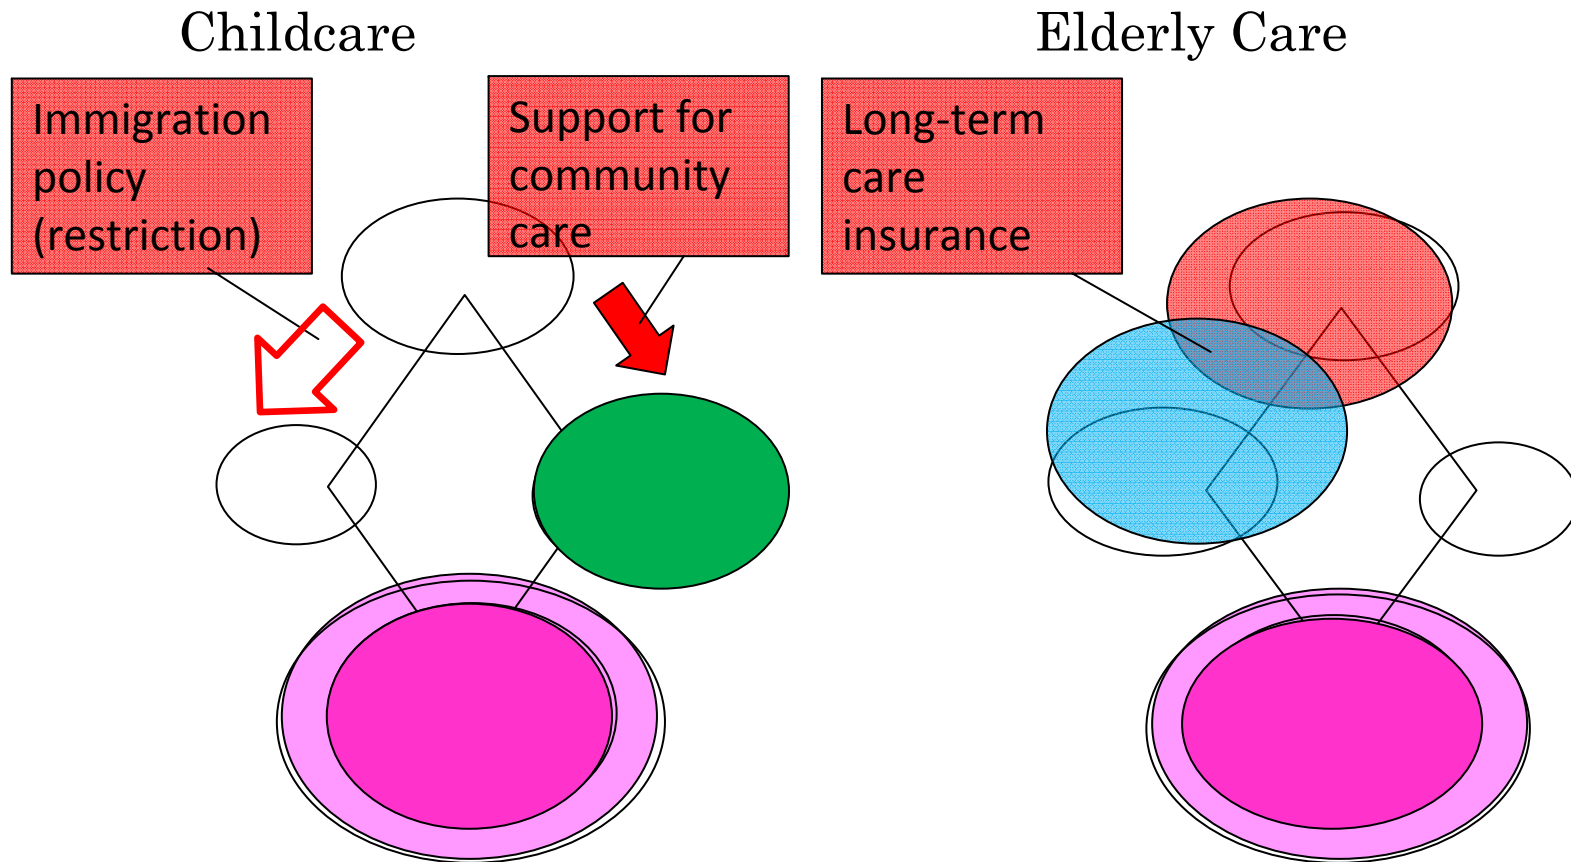 Childcare
Elderly Care
Immigration
policy
(restriction)
Support for
community
care
Long-term
care
insurance